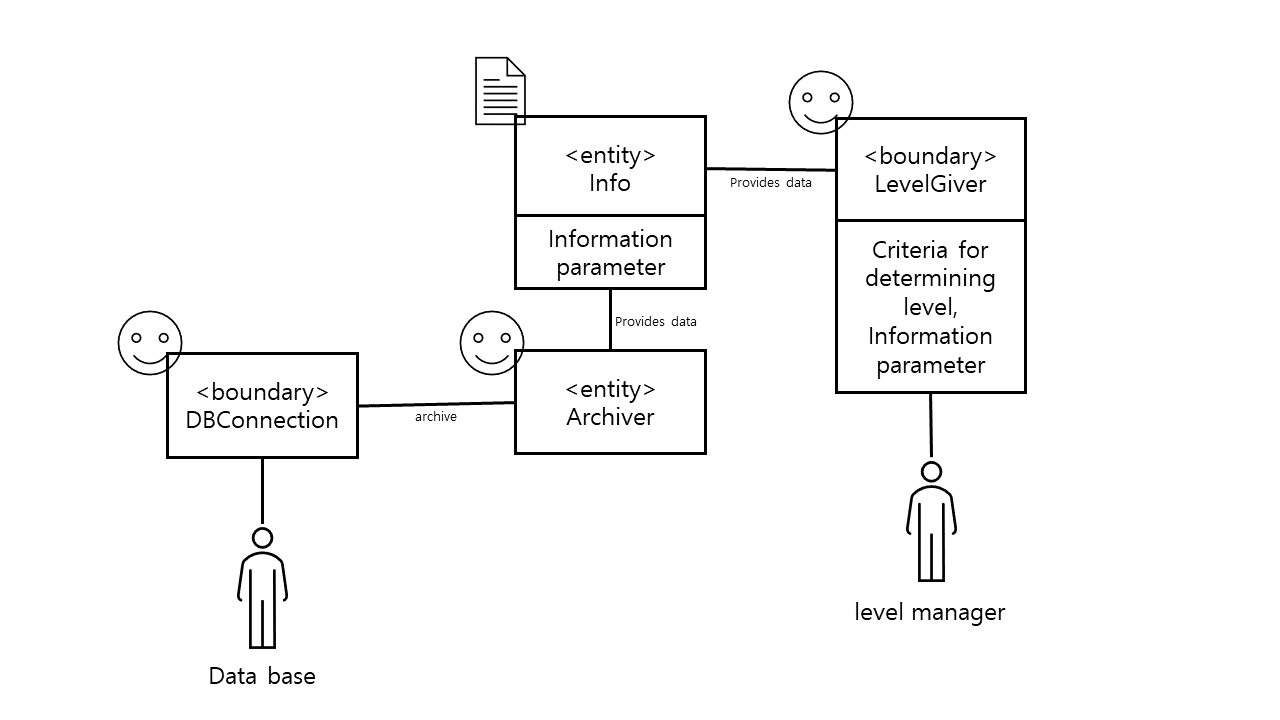 <entity>
Info
Information
parameter
Provides data
<boundary>
LevelGiver
Criteria for
determining
level,
Information
parameter
Provides data
<boundary>
DBConnection
archive
<entity>
Archiver
level manager
Data base